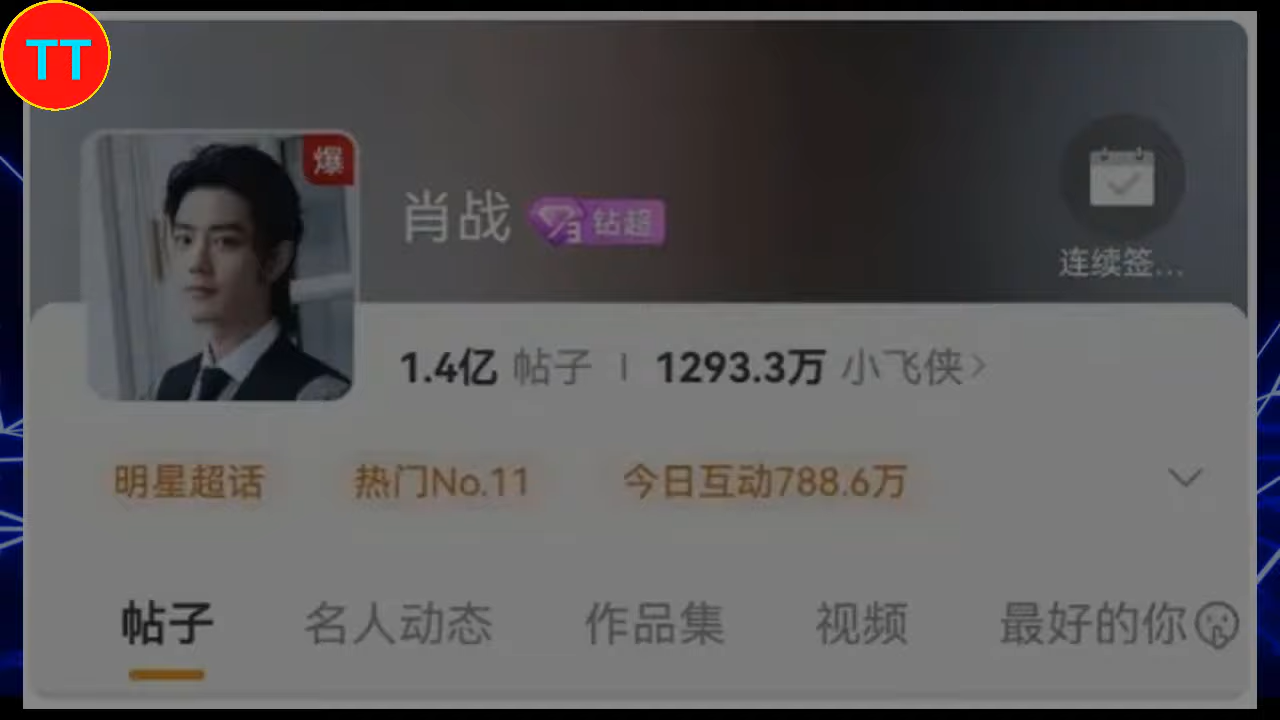 TT
爆
肖战 3 钻超
连续签...
1.4亿 帖子 | 1293.3万 小飞侠>
明星超话 热门No.11 今日互动788.6万
帖子 名人动态 作品集 视频 最好的你